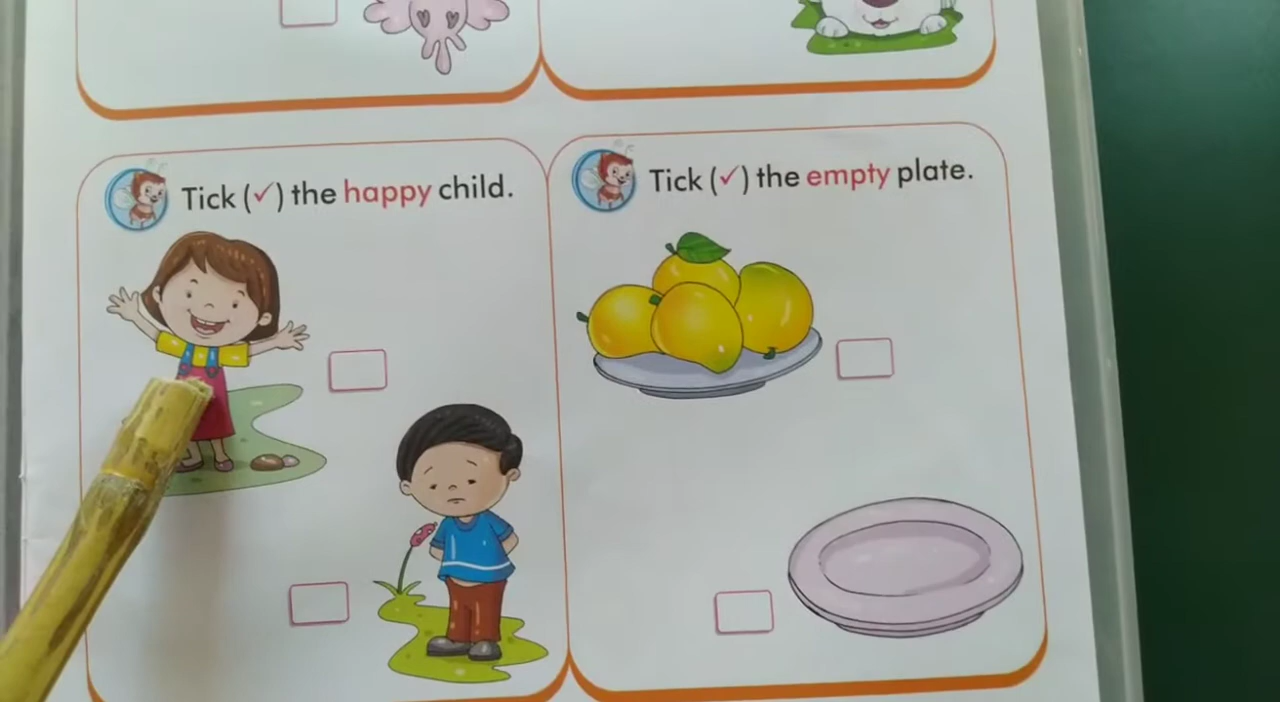 Tick (✓) the happy child.
Tick (✓) the empty plate.